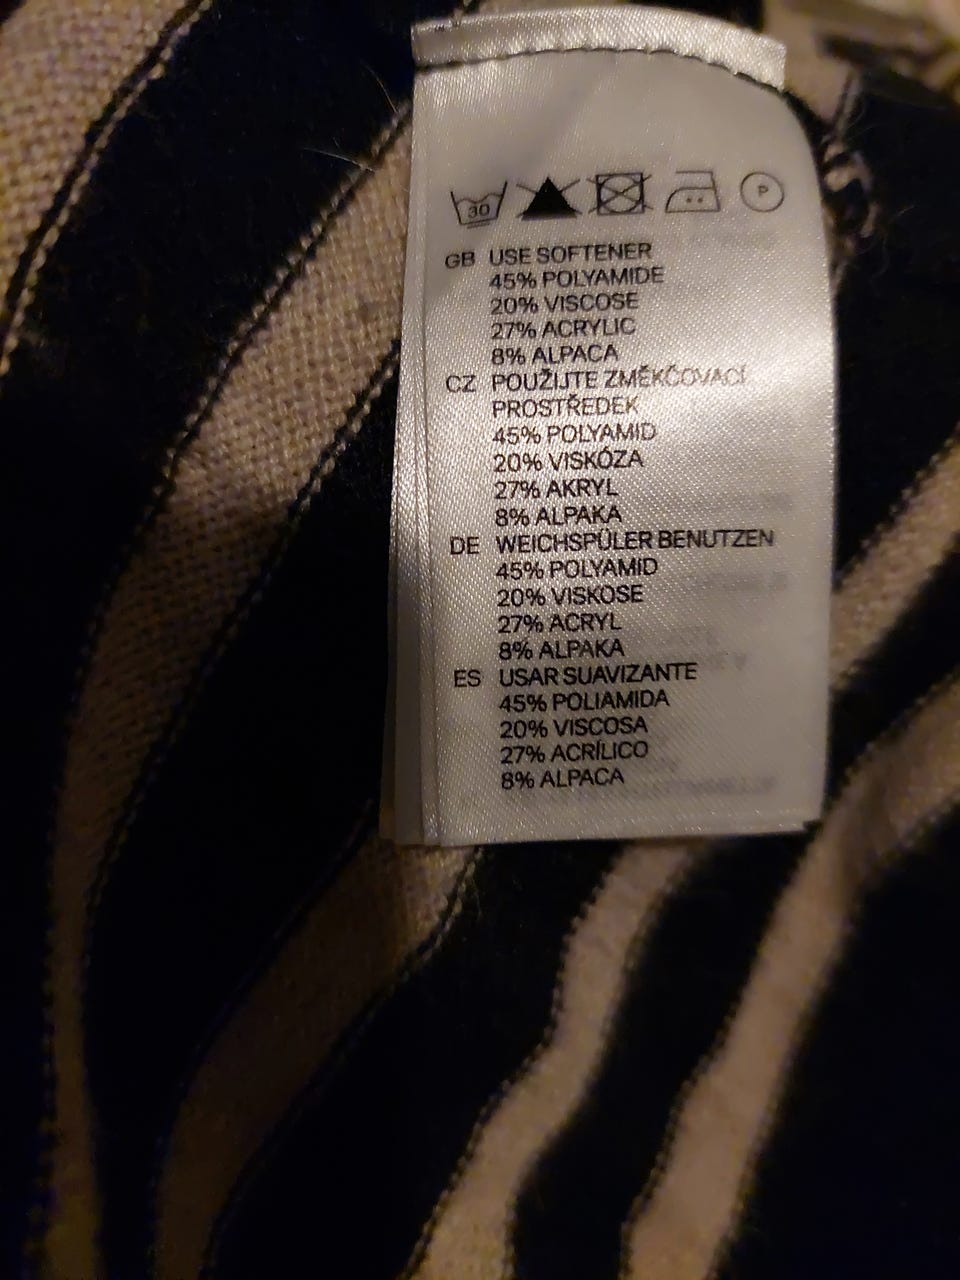 30 P
GB USE SOFTENER
45% POLYAMIDE
20% VISCOSE
27% ACRYLIC
8% ALPACA
CZ POUŽIJTE ZMĚKČOVACÍ
PROSTŘEDEK
45% POLYAMID
20% VISKÓZA
27% AKRYL
8% ALPAKA
DE WEICHSPÜLER BENUTZEN
45% POLYAMID
20% VISKOSE
27% ACRYL
8% ALPAKA
ES USAR SUAVIZANTE
45% POLIAMIDA
20% VISCOSA
27% ACRÍLICO
8% ALPACA